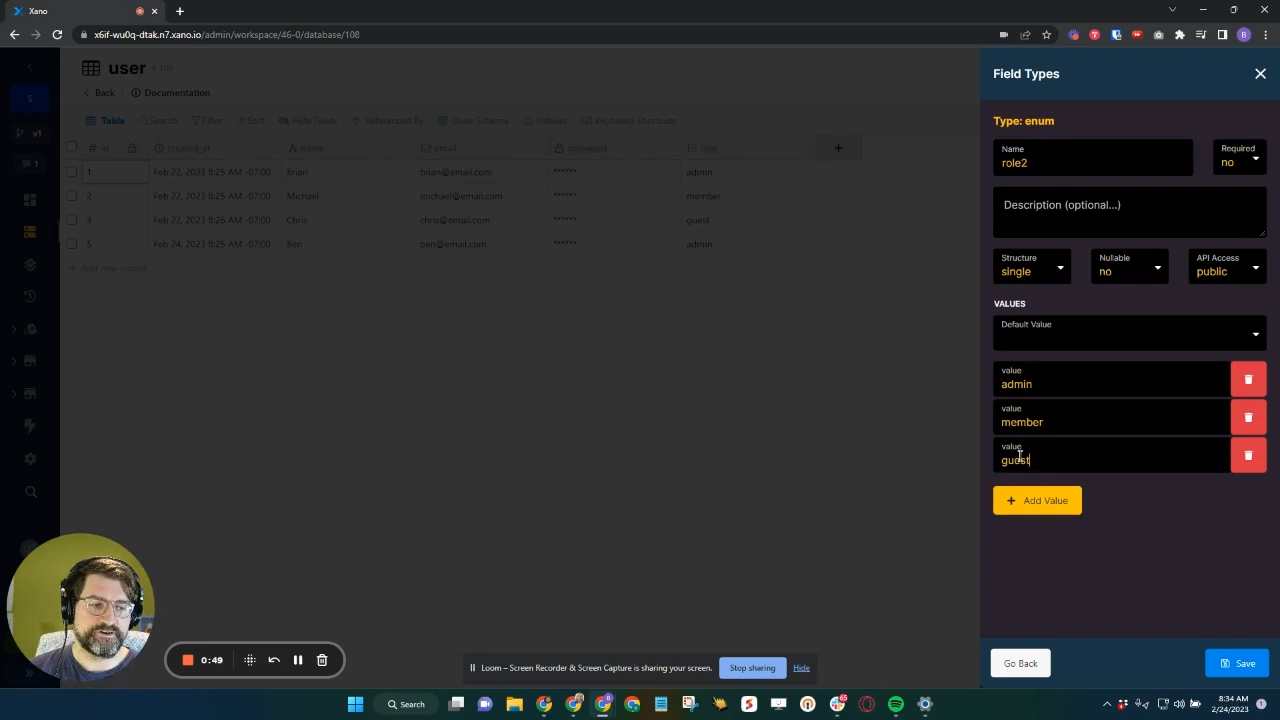 Xano
x6if-wu0q-dtak.n7.xano.io/admin/workspace/46-0/database/108
B
S
v1
1
user
108
Back
Documentation
Table
Search
Filter
Sort
Hide Fields
Referenced By
Show Schema
Indexes
Keyboard Shortcuts
# id created_at name email password role
1 Feb 22, 2023 8:25 AM -07:00 Brian brian@email.com ****** admin
2 Feb 22, 2023 8:25 AM -07:00 Michael michael@email.com ****** member
3 Feb 22, 2023 8:26 AM -07:00 Chris chris@email.com ****** guest
5 Feb 24, 2023 8:25 AM -07:00 Ben ben@email.com ****** admin
+ Add new record
Field Types
Type: enum
Name
role2
Required
no
Description (optional...)
Structure
single
Nullable
no
API Access
public
VALUES
Default Value
value
admin
value
member
value
guest
+ Add Value
Go Back
Save
0:49
Loom – Screen Recorder & Screen Capture is sharing your screen.
Stop sharing
Hide
Search
65
8:34 AM
2/24/2023
1